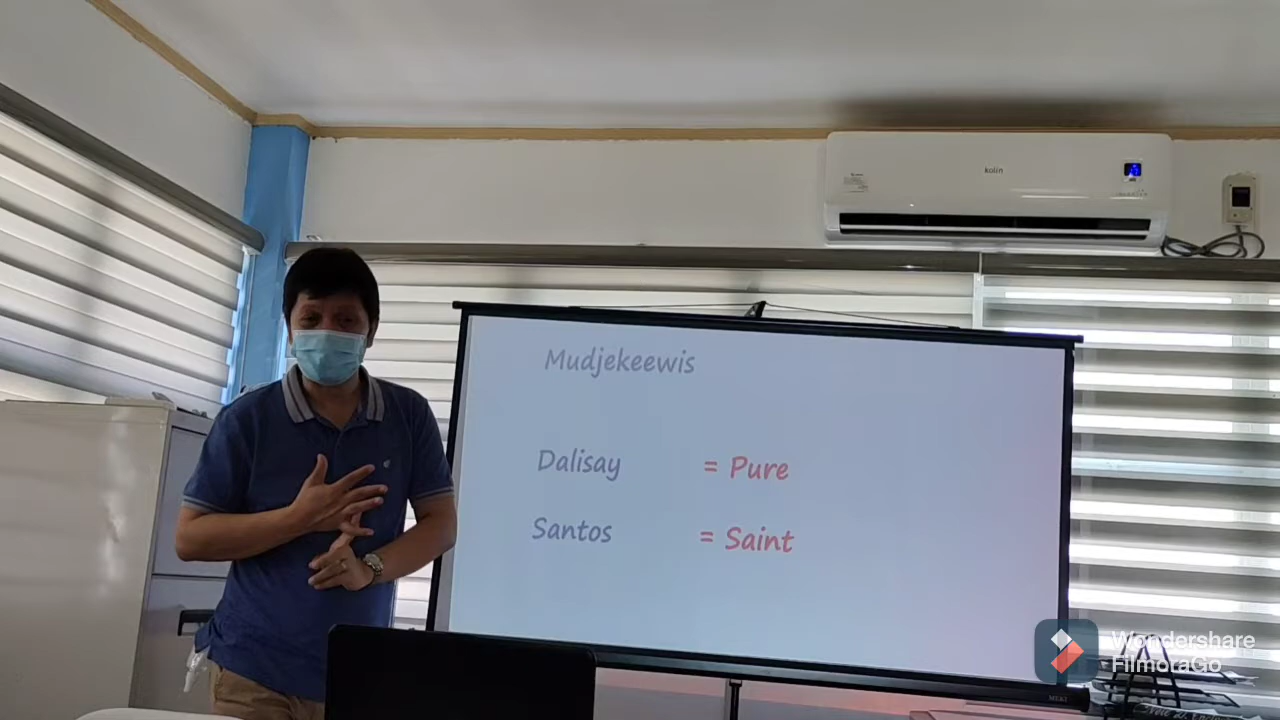 kolin
Mudjekeewis
Dalisay = Pure
Santos = Saint
Wondershare
FilmoraGo